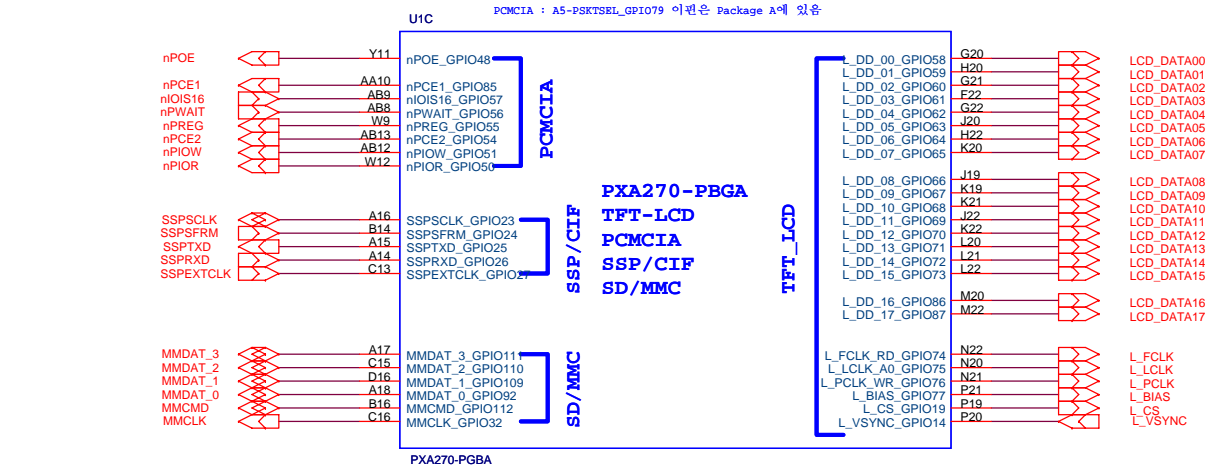 PCMCIA : A5-PSKTSEL_GPIO79 이핀은 Package A에 있음
U1C
nPOE Y11 nPOE_GPIO48
nPCE1 AA10 nPCE1_GPIO85
nIOIS16 AB9 nIOIS16_GPIO57
nPWAIT AB8 nPWAIT_GPIO56
nPREG W9 nPREG_GPIO55
nPCE2 AB13 nPCE2_GPIO54
nPIOW AB12 nPIOW_GPIO51
nPIOR W12 nPIOR_GPIO50
PCMCIA
SSPSCLK A16 SSPSCLK_GPIO23
SSPSFRM B14 SSPSFRM_GPIO24
SSPTXD A15 SSPTXD_GPIO25
SSPRXD A14 SSPRXD_GPIO26
SSPEXTCLK C13 SSPEXTCLK_GPIO27
SSP/CIF
MMDAT_3 A17 MMDAT_3_GPIO111
MMDAT_2 C15 MMDAT_2_GPIO110
MMDAT_1 D16 MMDAT_1_GPIO109
MMDAT_0 A18 MMDAT_0_GPIO92
MMCMD B16 MMCMD_GPIO112
MMCLK C16 MMCLK_GPIO32
SD/MMC
PXA270-PBGA
TFT-LCD
PCMCIA
SSP/CIF
SD/MMC
TFT_LCD
L_DD_00_GPIO58 G20 LCD_DATA00
L_DD_01_GPIO59 H20 LCD_DATA01
L_DD_02_GPIO60 G21 LCD_DATA02
L_DD_03_GPIO61 F22 LCD_DATA03
L_DD_04_GPIO62 G22 LCD_DATA04
L_DD_05_GPIO63 J20 LCD_DATA05
L_DD_06_GPIO64 H22 LCD_DATA06
L_DD_07_GPIO65 K20 LCD_DATA07
L_DD_08_GPIO66 J19 LCD_DATA08
L_DD_09_GPIO67 K19 LCD_DATA09
L_DD_10_GPIO68 K21 LCD_DATA10
L_DD_11_GPIO69 J22 LCD_DATA11
L_DD_12_GPIO70 K22 LCD_DATA12
L_DD_13_GPIO71 L20 LCD_DATA13
L_DD_14_GPIO72 L21 LCD_DATA14
L_DD_15_GPIO73 L22 LCD_DATA15
L_DD_16_GPIO86 M20 LCD_DATA16
L_DD_17_GPIO87 M22 LCD_DATA17
L_FCLK_RD_GPIO74 N22 L_FCLK
L_LCLK_A0_GPIO75 N20 L_LCLK
L_PCLK_WR_GPIO76 N21 L_PCLK
L_BIAS_GPIO77 P21 L_BIAS
L_CS_GPIO19 P19 L_CS
L_VSYNC_GPIO14 P20 L_VSYNC
PXA270-PGBA